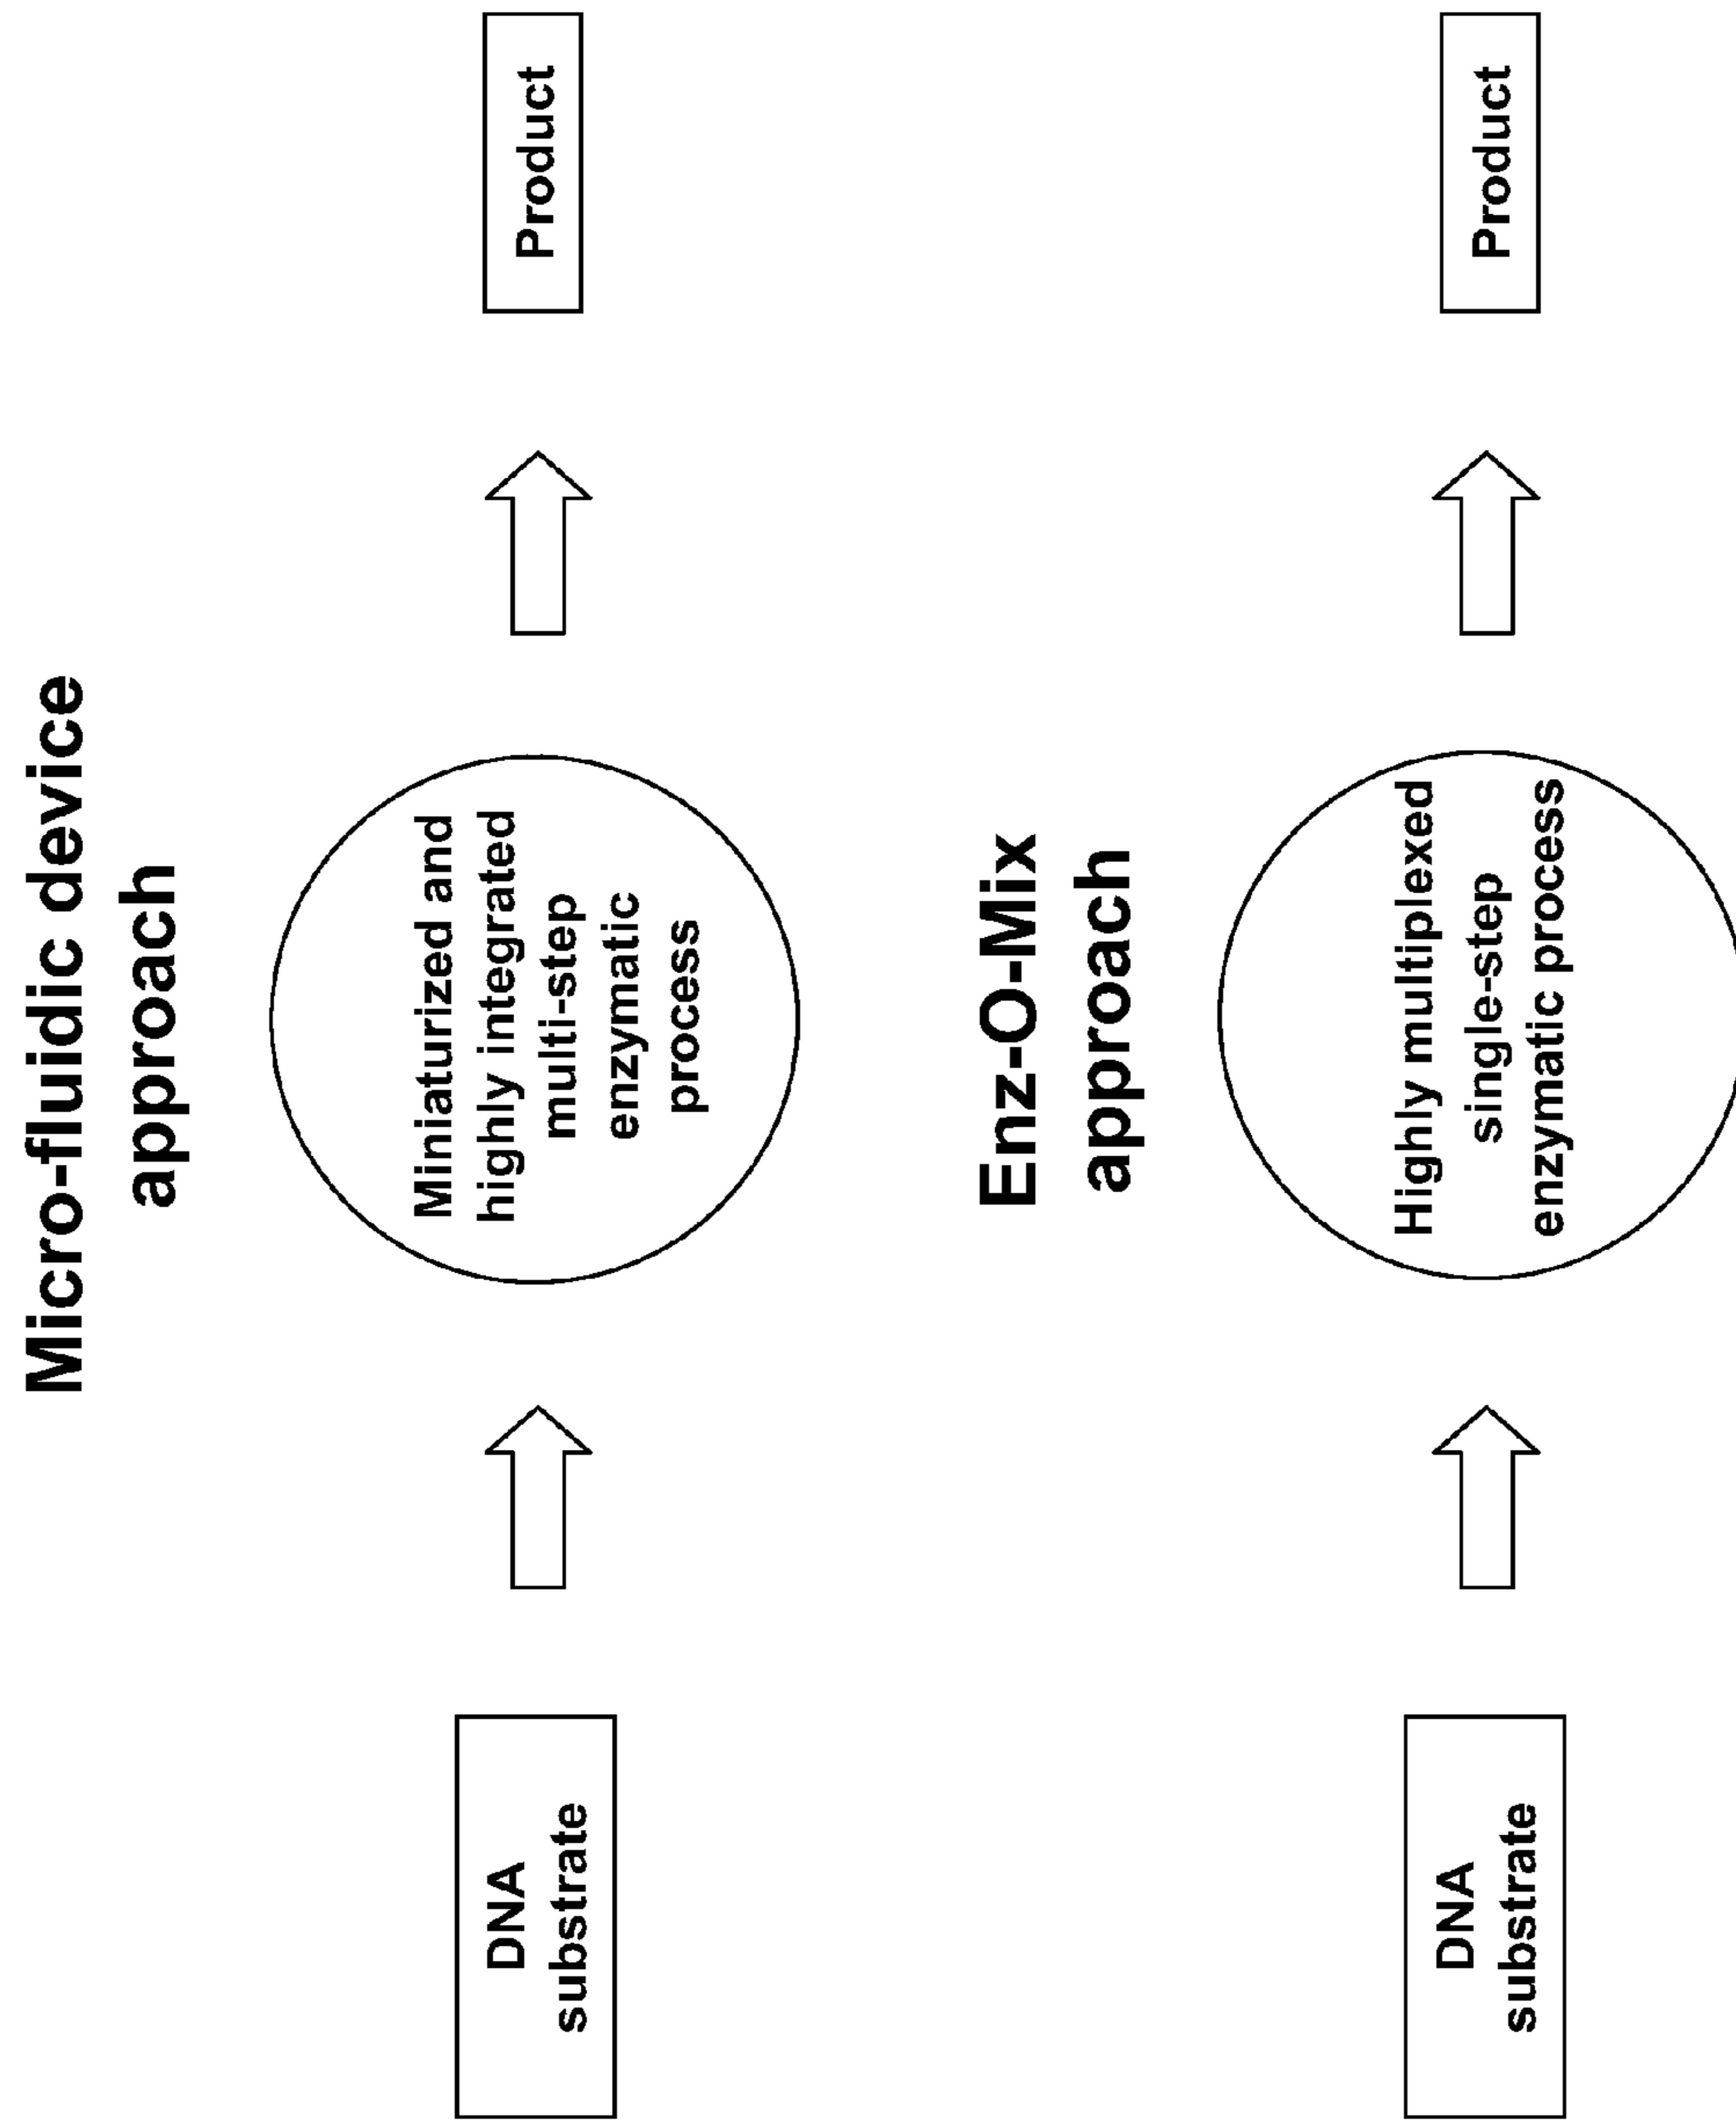 Micro-fluidic device
approach
DNA
substrate
Miniaturized and
highly integrated
multi-step
enzymatic
process
Product
Enz-O-Mix
approach
DNA
substrate
Highly multiplexed
single-step
enzymatic process
Product